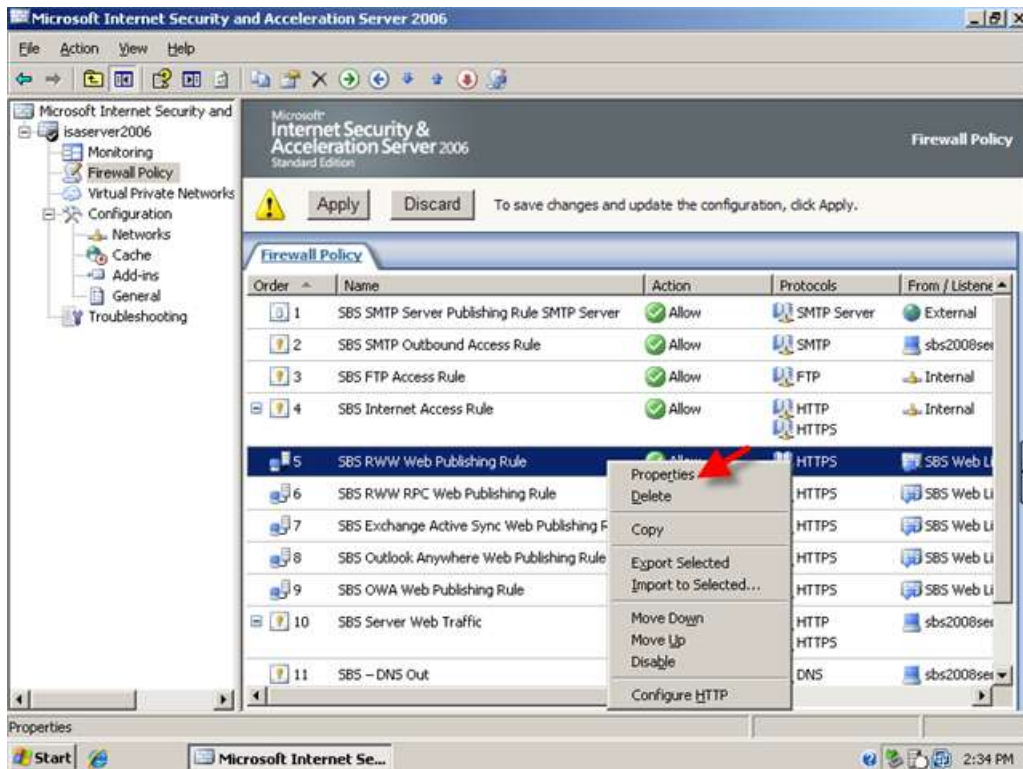 Microsoft Internet Security and Acceleration Server 2006
File Action View Help
Microsoft Internet Security and
isaserver2006
Monitoring
Firewall Policy
Virtual Private Networks
Configuration
Networks
Cache
Add-ins
General
Troubleshooting
Microsoft
Internet Security &
Acceleration Server 2006
Standard Edition
Firewall Policy
Apply Discard To save changes and update the configuration, click Apply.
Firewall Policy
Order Name Action Protocols From / Listene
1 SBS SMTP Server Publishing Rule SMTP Server Allow SMTP Server External
2 SBS SMTP Outbound Access Rule Allow SMTP sbs2008ser
3 SBS FTP Access Rule Allow FTP Internal
4 SBS Internet Access Rule Allow HTTP Internal
HTTPS
5 SBS RWW Web Publishing Rule HTTPS SBS Web Li
6 SBS RWW RPC Web Publishing Rule HTTPS SBS Web Li
7 SBS Exchange Active Sync Web Publishing HTTPS SBS Web Li
8 SBS Outlook Anywhere Web Publishing Rule HTTPS SBS Web Li
9 SBS OWA Web Publishing Rule HTTPS SBS Web Li
10 SBS Server Web Traffic HTTP sbs2008ser
HTTPS
11 SBS – DNS Out DNS sbs2008ser
Properties
Delete
Copy
Export Selected
Import to Selected...
Move Down
Move Up
Disable
Configure HTTP
Properties
Start Microsoft Internet Se... 2:34 PM